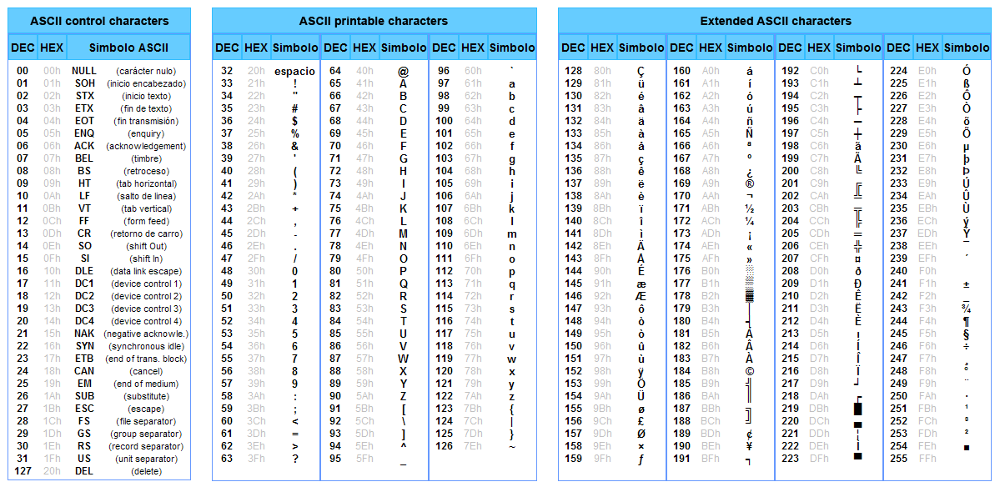 ASCII control characters
DEC HEX Simbolo ASCII
00 00h NULL (carácter nulo)
01 01h SOH (inicio encabezado)
02 02h STX (inicio texto)
03 03h ETX (fin de texto)
04 04h EOT (fin transmisión)
05 05h ENQ (enquiry)
06 06h ACK (acknowledgement)
07 07h BEL (timbre)
08 08h BS (retroceso)
09 09h HT (tab horizontal)
10 0Ah LF (salto de linea)
11 0Bh VT (tab vertical)
12 0Ch FF (form feed)
13 0Dh CR (retorno de carro)
14 0Eh SO (shift Out)
15 0Fh SI (shift In)
16 10h DLE (data link escape)
17 11h DC1 (device control 1)
18 12h DC2 (device control 2)
19 13h DC3 (device control 3)
20 14h DC4 (device control 4)
21 15h NAK (negative acknowle.)
22 16h SYN (synchronous idle)
23 17h ETB (end of trans. block)
24 18h CAN (cancel)
25 19h EM (end of medium)
26 1Ah SUB (substitute)
27 1Bh ESC (escape)
28 1Ch FS (file separator)
29 1Dh GS (group separator)
30 1Eh RS (record separator)
31 1Fh US (unit separator)
127 20h DEL (delete)
ASCII printable characters
DEC HEX Simbolo DEC HEX Simbolo DEC HEX Simbolo
32 20h espacio 64 40h @ 96 60h `
33 21h ! 65 41h A 97 61h a
34 22h " 66 42h B 98 62h b
35 23h # 67 43h C 99 63h c
36 24h $ 68 44h D 100 64h d
37 25h % 69 45h E 101 65h e
38 26h & 70 46h F 102 66h f
39 27h ' 71 47h G 103 67h g
40 28h ( 72 48h H 104 68h h
41 29h ) 73 49h I 105 69h i
42 2Ah * 74 4Ah J 106 6Ah j
43 2Bh + 75 4Bh K 107 6Bh k
44 2Ch , 76 4Ch L 108 6Ch l
45 2Dh - 77 4Dh M 109 6Dh m
46 2Eh . 78 4Eh N 110 6Eh n
47 2Fh / 79 4Fh O 111 6Fh o
48 30h 0 80 50h P 112 70h p
49 31h 1 81 51h Q 113 71h q
50 32h 2 82 52h R 114 72h r
51 33h 3 83 53h S 115 73h s
52 34h 4 84 54h T 116 74h t
53 35h 5 85 55h U 117 75h u
54 36h 6 86 56h V 118 76h v
55 37h 7 87 57h W 119 77h w
56 38h 8 88 58h X 120 78h x
57 39h 9 89 59h Y 121 79h y
58 3Ah : 90 5Ah Z 122 7Ah z
59 3Bh ; 91 5Bh [ 123 7Bh {
60 3Ch < 92 5Ch \ 124 7Ch |
61 3Dh = 93 5Dh ] 125 7Dh }
62 3Eh > 94 5Eh ^ 126 7Eh ~
63 3Fh ? 95 5Fh _
Extended ASCII characters
DEC HEX Simbolo DEC HEX Simbolo DEC HEX Simbolo DEC HEX Simbolo
128 80h Ç 160 A0h á 192 C0h └ 224 E0h Ó
129 81h ü 161 A1h í 193 C1h ┴ 225 E1h ß
130 82h é 162 A2h ó 194 C2h ┬ 226 E2h Ô
131 83h â 163 A3h ú 195 C3h ├ 227 E3h Ò
132 84h ä 164 A4h ñ 196 C4h ─ 228 E4h õ
133 85h à 165 A5h Ñ 197 C5h ┼ 229 E5h Õ
134 86h å 166 A6h ª 198 C6h ã 230 E6h µ
135 87h ç 167 A7h º 199 C7h Ã 231 E7h þ
136 88h ê 168 A8h ¿ 200 C8h ╚ 232 E8h Þ
137 89h ë 169 A9h ® 201 C9h ╔ 233 E9h Ú
138 8Ah è 170 AAh ¬ 202 CAh ╩ 234 EAh Û
139 8Bh ï 171 ABh ½ 203 CBh ╦ 235 EBh Ù
140 8Ch î 172 ACh ¼ 204 CCh ╠ 236 ECh ý
141 8Dh ì 173 ADh ¡ 205 CDh ═ 237 EDh Ý
142 8Eh Ä 174 AEh « 206 CEh ╬ 238 EEh ¯
143 8Fh Å 175 AFh » 207 CFh ¤ 239 EFh ´
144 90h É 176 B0h ░ 208 D0h ð 240 F0h
145 91h æ 177 B1h ▒ 209 D1h Ð 241 F1h ±
146 92h Æ 178 B2h ▓ 210 D2h Ê 242 F2h _
147 93h ô 179 B3h │ 211 D3h Ë 243 F3h ¾
148 94h ö 180 B4h ┤ 212 D4h È 244 F4h ¶
149 95h ò 181 B5h Á 213 D5h ı 245 F5h §
150 96h û 182 B6h Â 214 D6h Í 246 F6h ÷
151 97h ù 183 B7h À 215 D7h Î 247 F7h ¸
152 98h ÿ 184 B8h © 216 D8h Ï 248 F8h °
153 99h Ö 185 B9h ╣ 217 D9h ┘ 249 F9h ¨
154 9Ah Ü 186 BAh ║ 218 DAh ┌ 250 FAh ·
155 9Bh ø 187 BBh ╗ 219 DBh █ 251 FBh ¹
156 9Ch £ 188 BCh ╝ 220 DCh ▄ 252 FCh ³
157 9Dh Ø 189 BDh ¢ 221 DDh ¦ 253 FDh ²
158 9Eh × 190 BEh ¥ 222 DEh Ì 254 FEh ■
159 9Fh ƒ 191 BFh ┐ 223 DFh ▀ 255 FFh